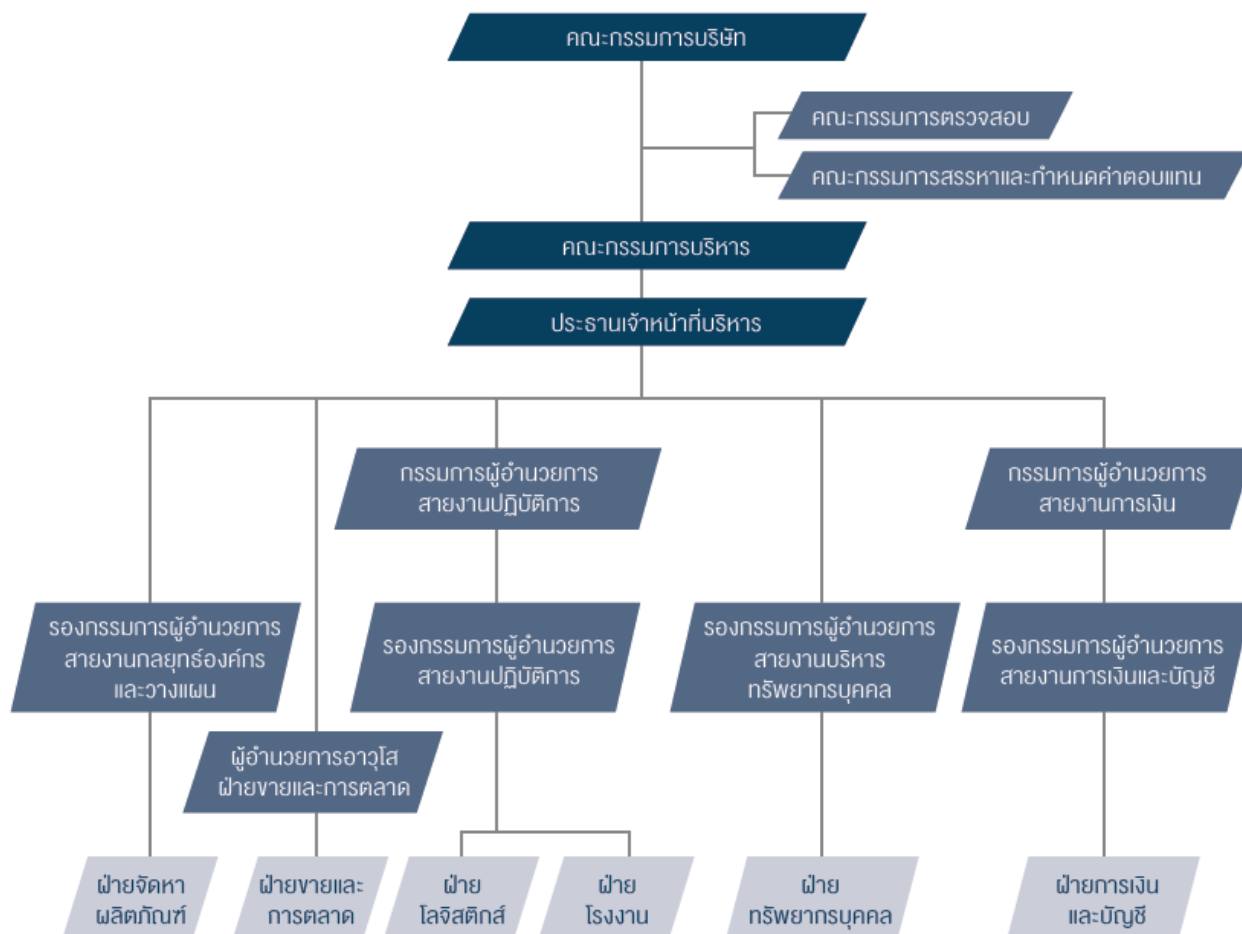 คณะกรรมการบริษัท
คณะกรรมการตรวจสอบ
คณะกรรมการสรรหาและกำหนดค่าตอบแทน
คณะกรรมการบริหาร
ประธานเจ้าหน้าที่บริหาร
กรรมการผู้อำนวยการ
สายงานปฏิบัติการ
กรรมการผู้อำนวยการ
สายงานการเงิน
รองกรรมการผู้อำนวยการ
สายงานกลยุทธ์องค์กร
และวางแผน
รองกรรมการผู้อำนวยการ
สายงานปฏิบัติการ
รองกรรมการผู้อำนวยการ
สายงานบริหาร
ทรัพยากรบุคคล
รองกรรมการผู้อำนวยการ
สายงานการเงินและบัญชี
ผู้อำนวยการอาวุโส
ฝ่ายขายและการตลาด
ฝ่ายจัดหา
ผลิตภัณฑ์
ฝ่ายขายและ
การตลาด
ฝ่าย
โลจิสติกส์
ฝ่าย
โรงงาน
ฝ่าย
ทรัพยากรบุคคล
ฝ่ายการเงิน
และบัญชี